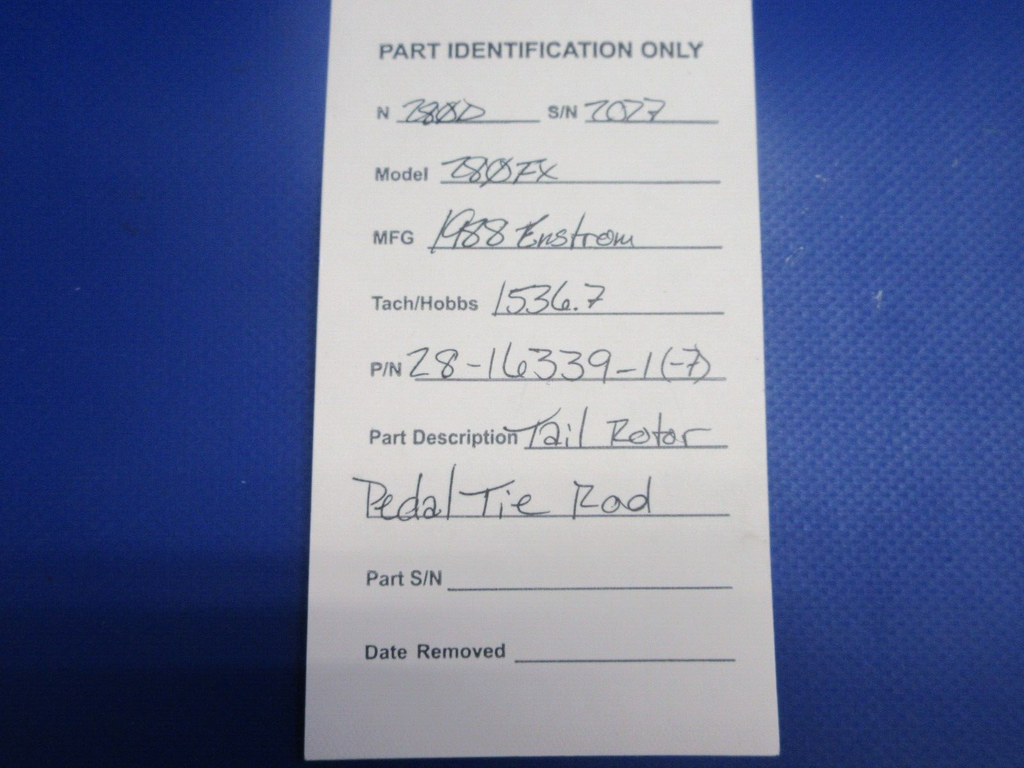 PART IDENTIFICATION ONLY
N 280D S/N 2077
Model 280FX
MFG 1988 Enstrom
Tach/Hobbs 1536.7
P/N 28-16339-1(-7)
Part Description Tail Rotor
Pedal Tie Rod
Part S/N
Date Removed